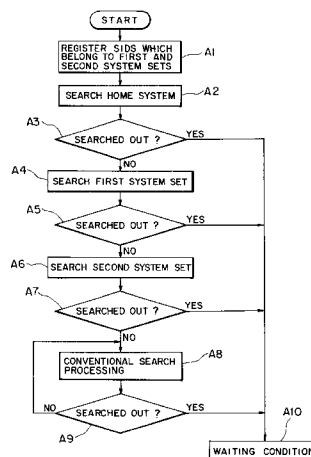 START
REGISTER SIDS WHICH
BELONG TO FIRST AND
SECOND SYSTEM SETS
A1
SEARCH HOME SYSTEM
A2
A3
SEARCHED OUT ?
YES
NO
A4
SEARCH FIRST SYSTEM SET
A5
SEARCHED OUT ?
YES
NO
A6
SEARCH SECOND SYSTEM SET
A7
SEARCHED OUT ?
YES
NO
CONVENTIONAL SEARCH
PROCESSING
A8
NO
SEARCHED OUT ?
YES
A9
A10
WAITING CONDITION